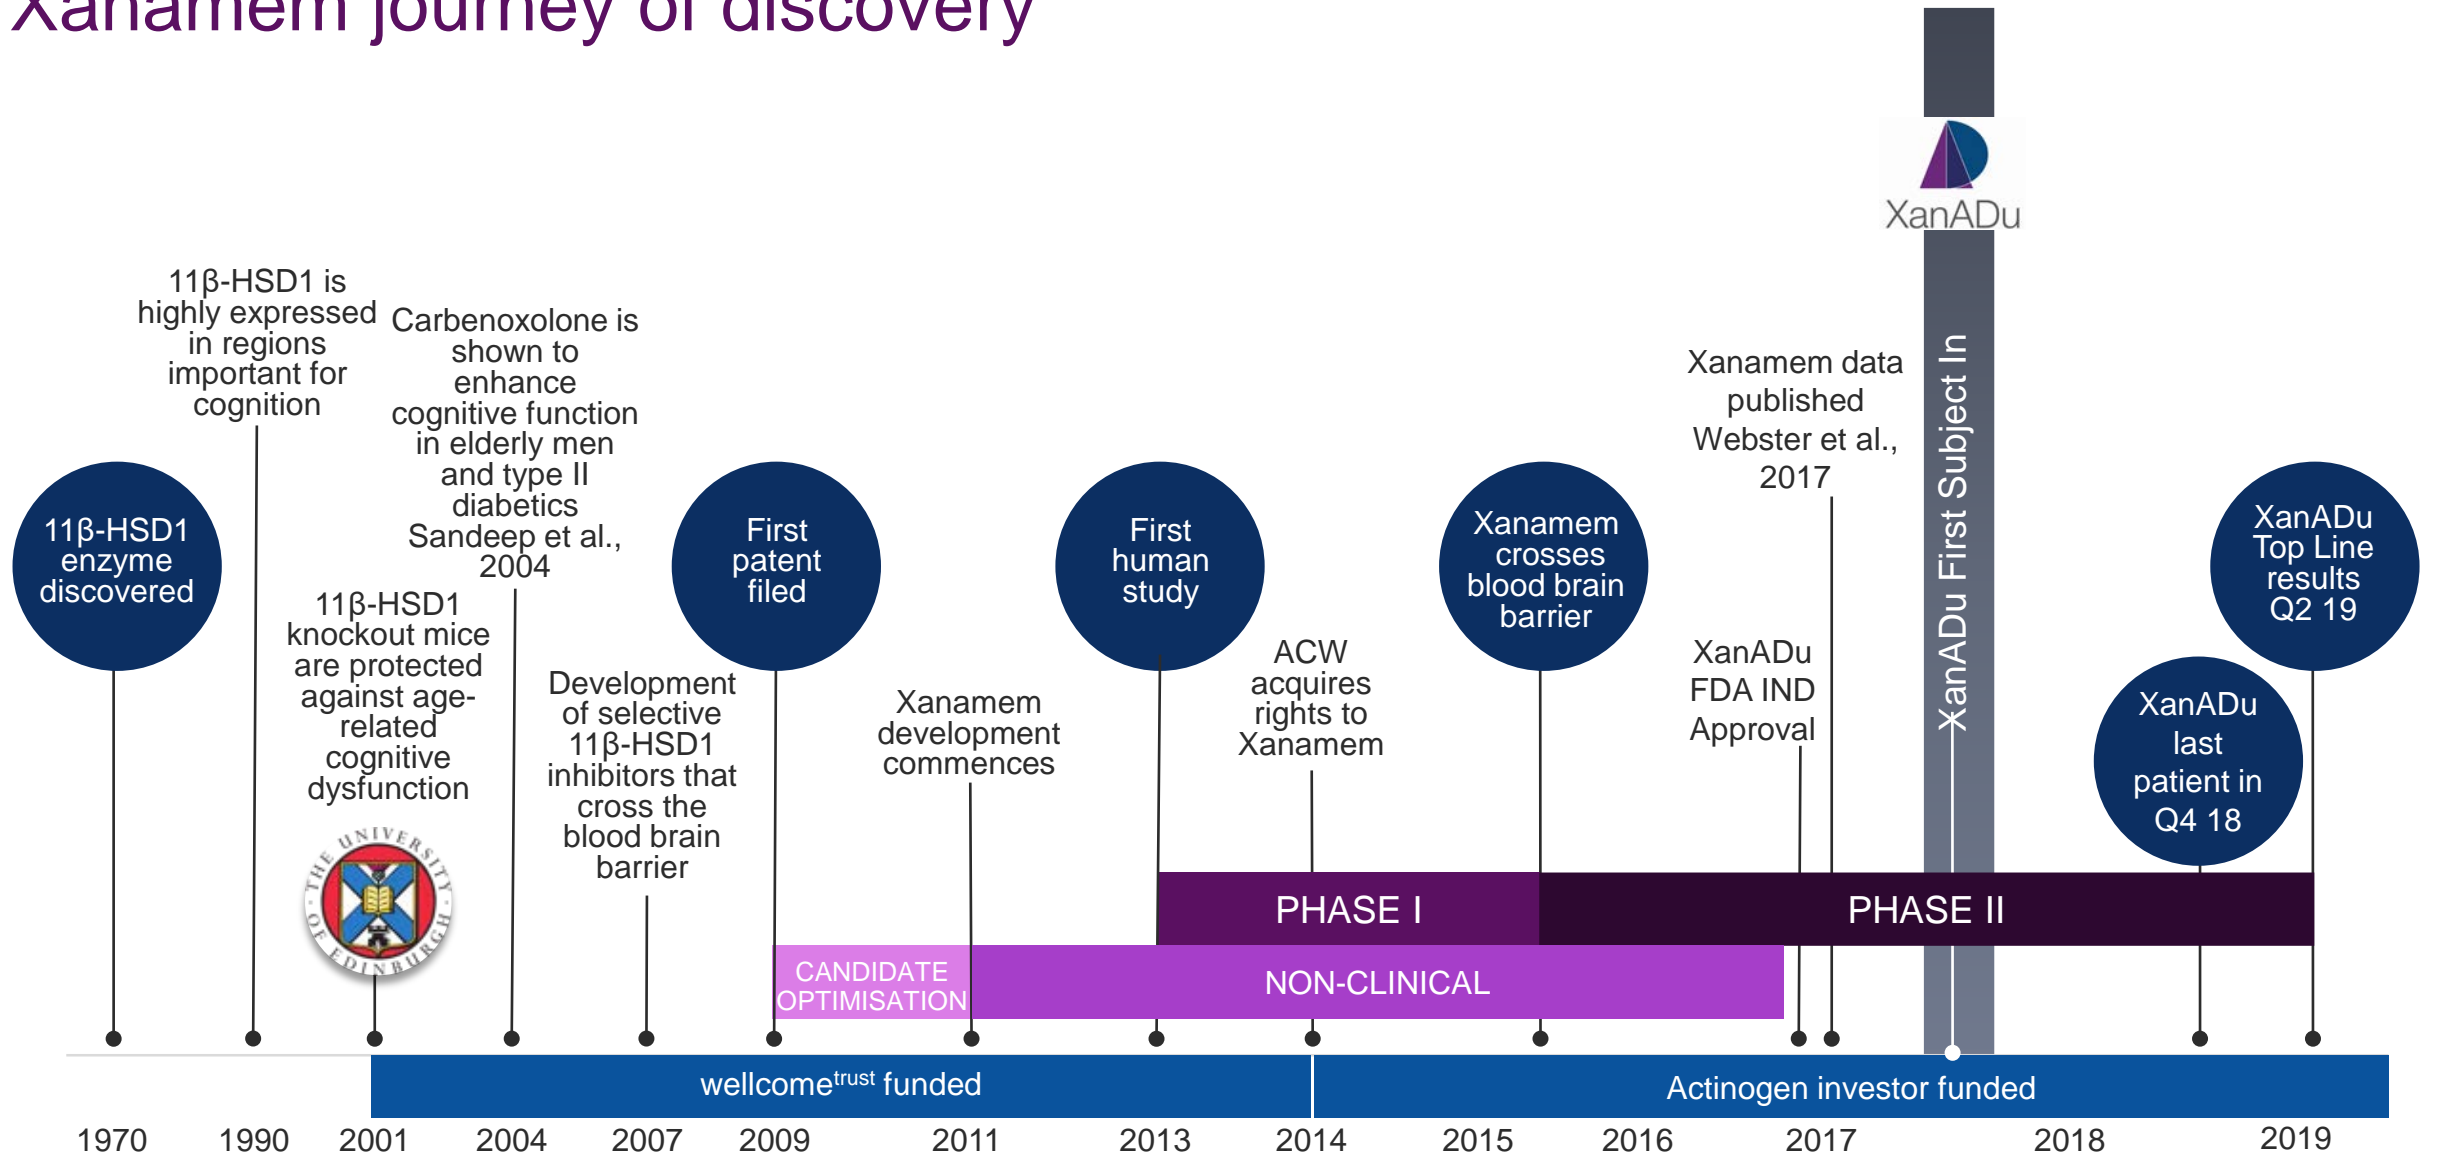 Xanamem journey of discovery
XanADu
11β-HSD1 is
highly expressed
in regions
important for
cognition
Carbenoxolone is
shown to
enhance
cognitive function
in elderly men
and type II
diabetics
Sandeep et al.,
2004
Xanamem data
published
Webster et al.,
2017
XanADu First Subject In
11β-HSD1
enzyme
discovered
First
patent
filed
First
human
study
Xanamem
crosses
blood brain
barrier
XanADu
Top Line
results
Q2 19
11β-HSD1
knockout mice
are protected
against age-
related
cognitive
dysfunction
Development
of selective
11β-HSD1
inhibitors that
cross the
blood brain
barrier
Xanamem
development
commences
ACW
acquires
rights to
Xanamem
XanADu
FDA IND
Approval
XanADu
last
patient in
Q4 18
THE UNIVERSITY OF EDINBURGH
PHASE I
PHASE II
CANDIDATE
OPTIMISATION
NON-CLINICAL
wellcometrust funded
Actinogen investor funded
1970 1990 2001 2004 2007 2009 2011 2013 2014 2015 2016 2017 2018 2019